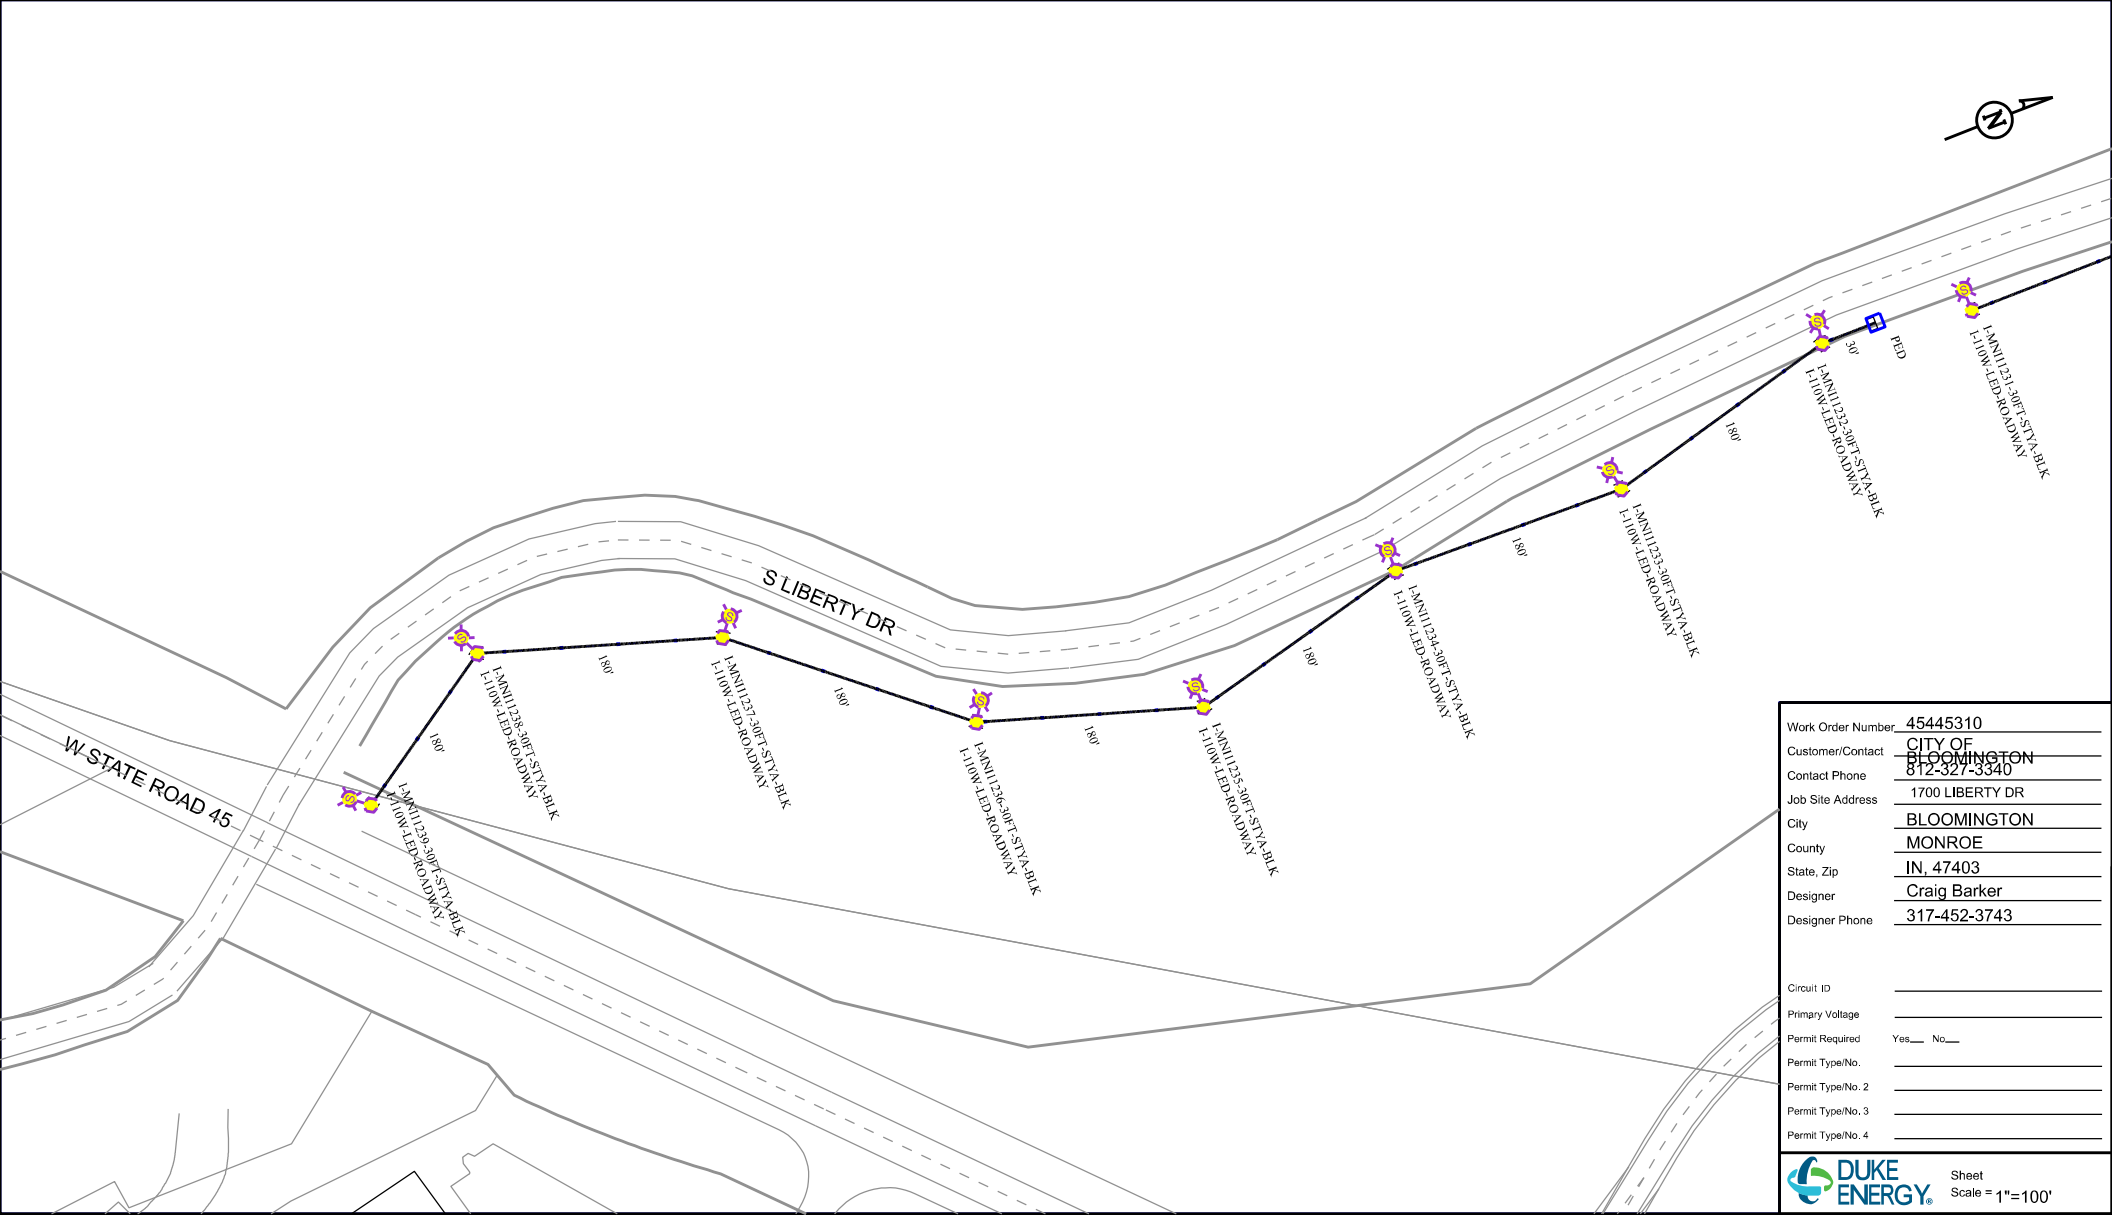 N
S
S
S
S
S
S
S
S
S
I-MNI11231-30FT-STYA-BLK
I-110W-LED-ROADWAY
PED
30'
I-MNI11232-30FT-STYA-BLK
I-110W-LED-ROADWAY
180'
I-MNI11233-30FT-STYA-BLK
I-110W-LED-ROADWAY
180'
I-MNI11234-30FT-STYA-BLK
I-110W-LED-ROADWAY
180'
I-MNI11235-30FT-STYA-BLK
I-110W-LED-ROADWAY
180'
I-MNI11236-30FT-STYA-BLK
I-110W-LED-ROADWAY
180'
I-MNI11237-30FT-STYA-BLK
I-110W-LED-ROADWAY
180'
I-MNI11238-30FT-STYA-BLK
I-110W-LED-ROADWAY
180'
I-MNI11239-30FT-STYA-BLK
I-110W-LED-ROADWAY
S LIBERTY DR
W STATE ROAD 45
Work Order Number 45445310
Customer/Contact CITY OF
BLOOMINGTON
Contact Phone 812-327-3340
Job Site Address 1700 LIBERTY DR
City BLOOMINGTON
County MONROE
State, Zip IN, 47403
Designer Craig Barker
Designer Phone 317-452-3743
Circuit ID
Primary Voltage
Permit Required Yes No
Permit Type/No.
Permit Type/No. 2
Permit Type/No. 3
Permit Type/No. 4
DUKE
ENERGY®
Sheet
Scale = 1"=100'